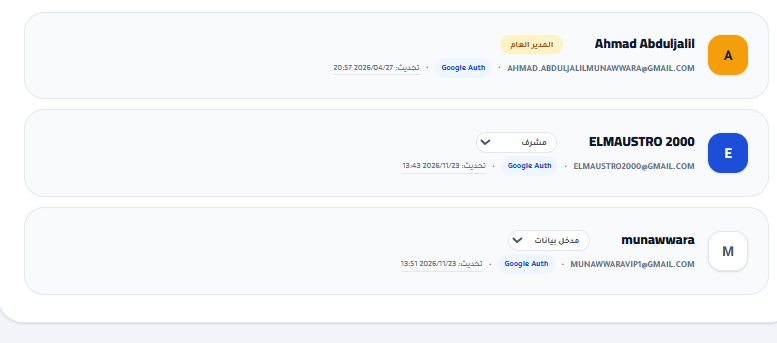 A
Ahmad Abduljalil المدير العام
AHMAD.ABDULJALILMUNAWWARA@GMAIL.COM · Google Auth · تحديث: 2026/04/27 20:57
E
ELMAUSTRO 2000 مشرف
ELMAUSTRO2000@GMAIL.COM · Google Auth · تحديث: 2026/11/23 13:43
M
munawwara مدخل بيانات
MUNAWWARAVIP1@GMAIL.COM · Google Auth · تحديث: 2026/11/23 13:51